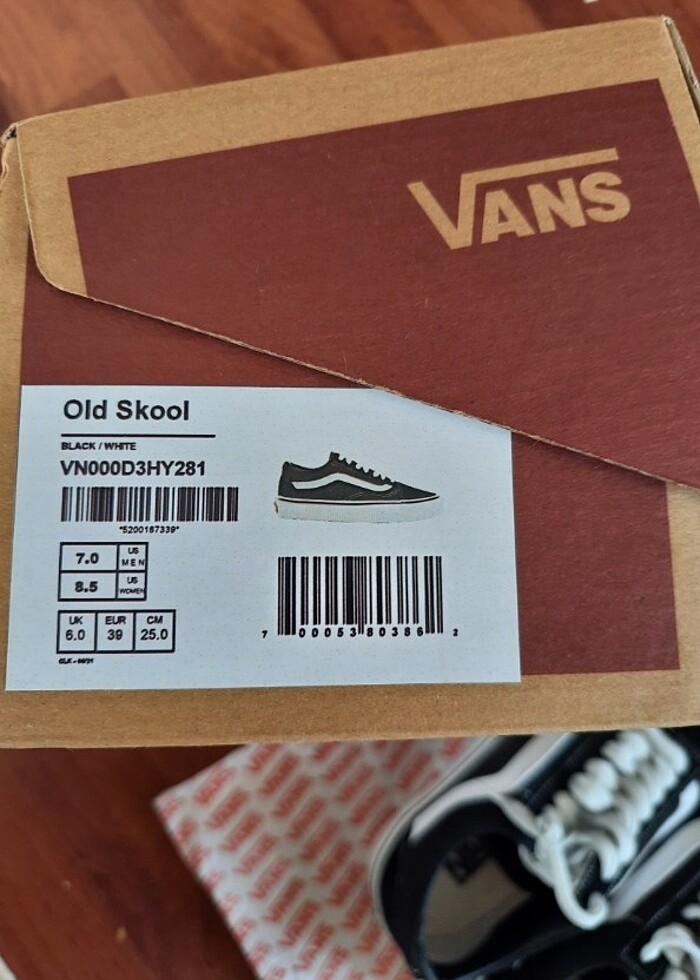 VANS
Old Skool
BLACK / WHITE
VN000D3HY281
*5200187339*
7.0 US MEN
8.5 US WOMEN
UK EUR CM
6.0 39 25.0
7 00053 80386 2
VANS